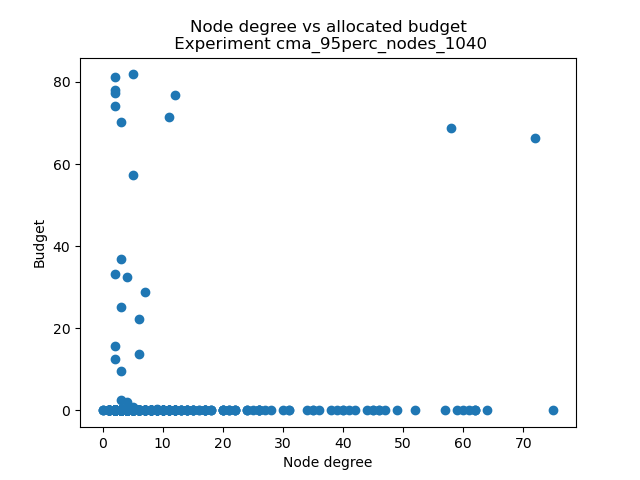 Node degree vs allocated budget
Experiment cma_95perc_nodes_1040
80
60
40
20
0
Budget
0 10 20 30 40 50 60 70
Node degree